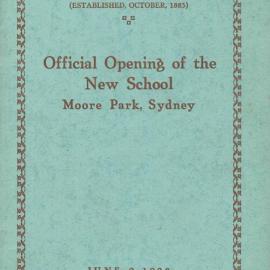 (ESTABLISHED, OCTOBER, 1883)
Official Opening of the
New School
Moore Park, Sydney